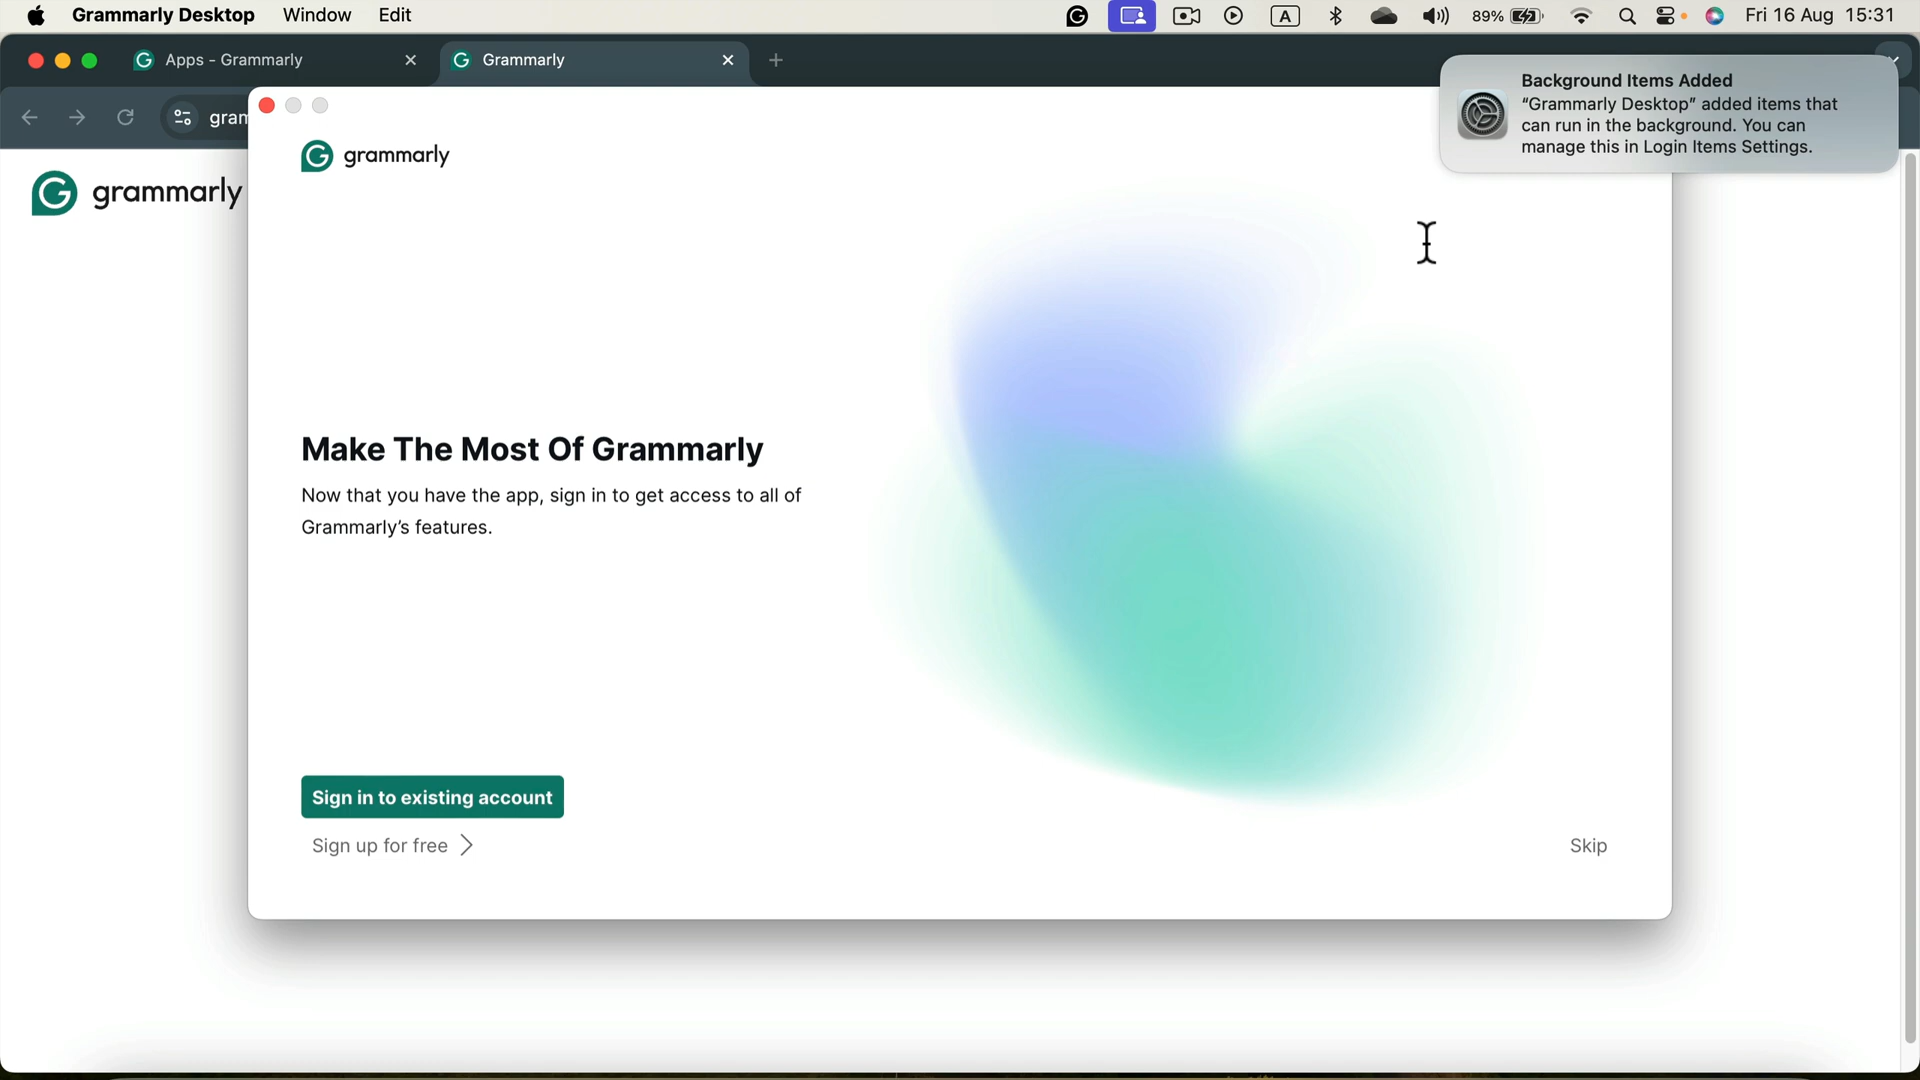 Grammarly Desktop Window Edit A 89% Fri 16 Aug 15:31
Apps - Grammarly Grammarly
gram
Background Items Added
“Grammarly Desktop” added items that
can run in the background. You can
manage this in Login Items Settings.
grammarly
grammarly
Make The Most Of Grammarly
Now that you have the app, sign in to get access to all of
Grammarly’s features.
Sign in to existing account
Sign up for free
Skip